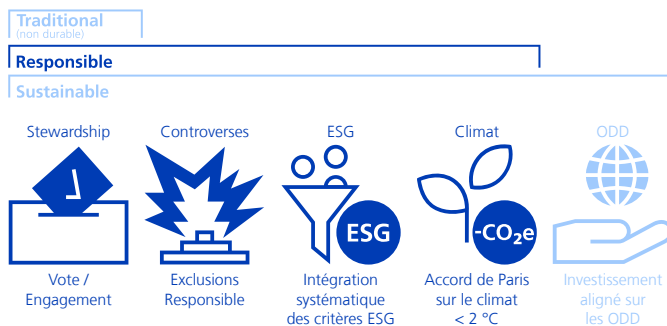 Traditional
(non durable)
Responsible
Sustainable
Stewardship
Controverses
ESG
Climat
ODD
ESG
-CO₂e
Vote /
Engagement
Exclusions
Responsible
Intégration
systématique
des critères ESG
Accord de Paris
sur le climat
< 2 °C
Investissement
aligné sur
les ODD